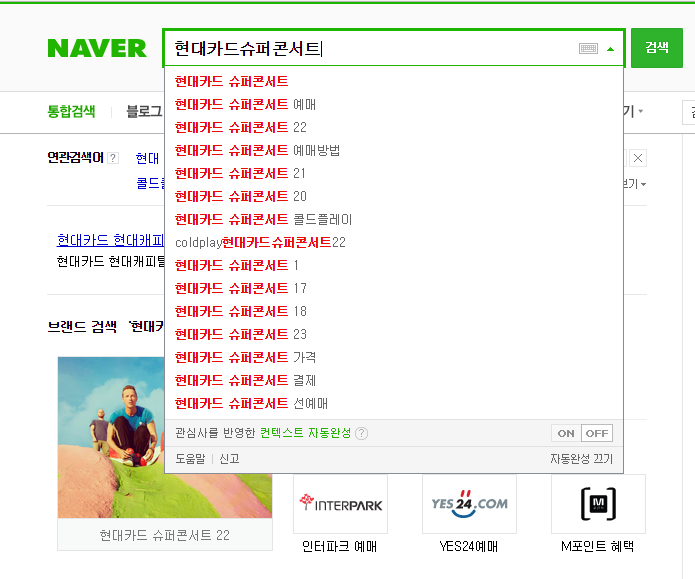 NAVER
현대카드슈퍼콘서트
검색
현대카드 슈퍼콘서트
현대카드 슈퍼콘서트 예매
현대카드 슈퍼콘서트 22
현대카드 슈퍼콘서트 예매방법
현대카드 슈퍼콘서트 21
현대카드 슈퍼콘서트 20
현대카드 슈퍼콘서트 콜드플레이
coldplay현대카드슈퍼콘서트22
현대카드 슈퍼콘서트 1
현대카드 슈퍼콘서트 17
현대카드 슈퍼콘서트 18
현대카드 슈퍼콘서트 23
현대카드 슈퍼콘서트 가격
현대카드 슈퍼콘서트 결제
현대카드 슈퍼콘서트 선예매
관심사를 반영한 컨텍스트 자동완성 ?
ON OFF
도움말 신고
자동완성 끄기
통합검색 블로그
연관검색어 ? 현대
현대카드 현대캐피
현대카드 현대캐피탈
브랜드 검색 '현대카
현대카드 슈퍼콘서트 22
INTERPARK
인터파크 예매
YES24.COM
YES24예매
M
M포인트 혜택